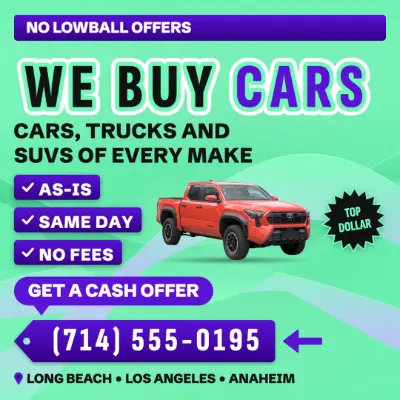 NO LOWBALL OFFERS
WE BUY CARS
CARS, TRUCKS AND
SUVS OF EVERY MAKE
✓ AS-IS
✓ SAME DAY
✓ NO FEES
TOP
DOLLAR
GET A CASH OFFER
(714) 555-0195
LONG BEACH • LOS ANGELES • ANAHEIM